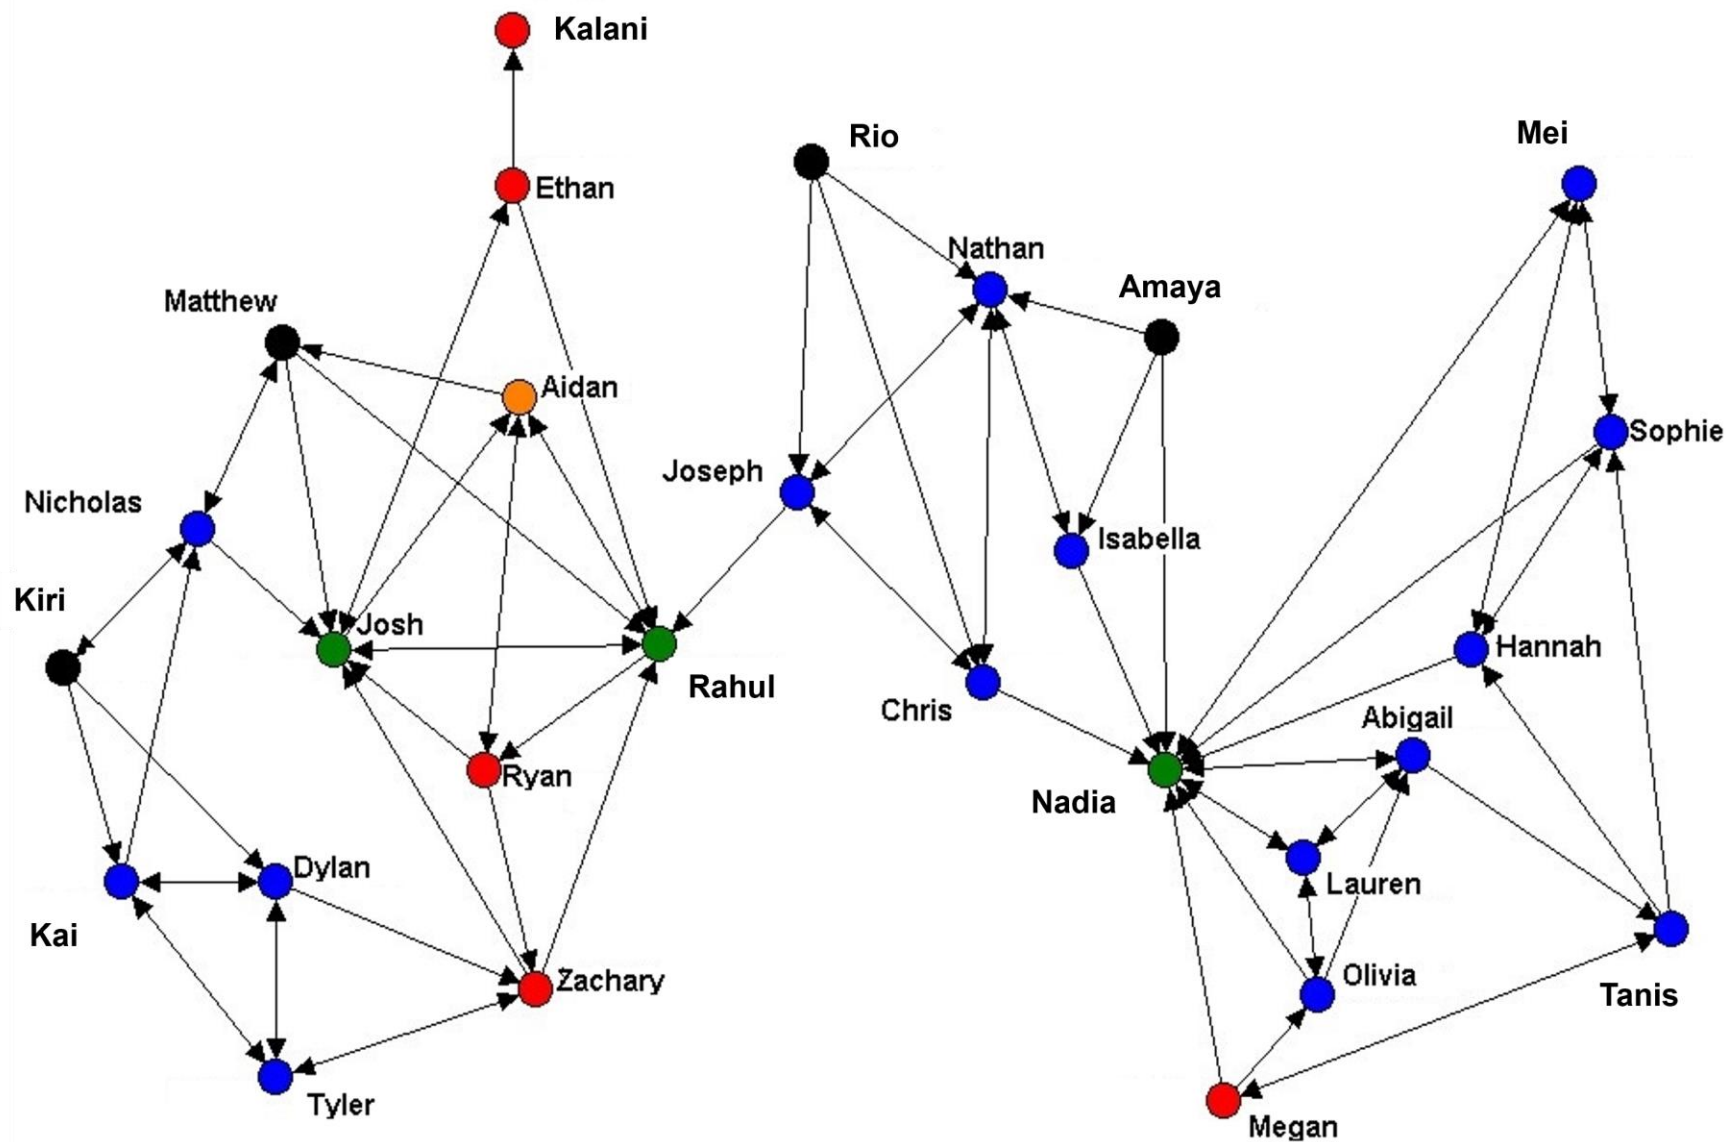 Kalani
Rio
Mei
Ethan
Nathan
Amaya
Matthew
Aidan
Sophie
Joseph
Nicholas
Isabella
Kiri
Josh
Hannah
Rahul
Chris
Abigail
Ryan
Nadia
Dylan
Lauren
Kai
Olivia
Zachary
Tanis
Tyler
Megan